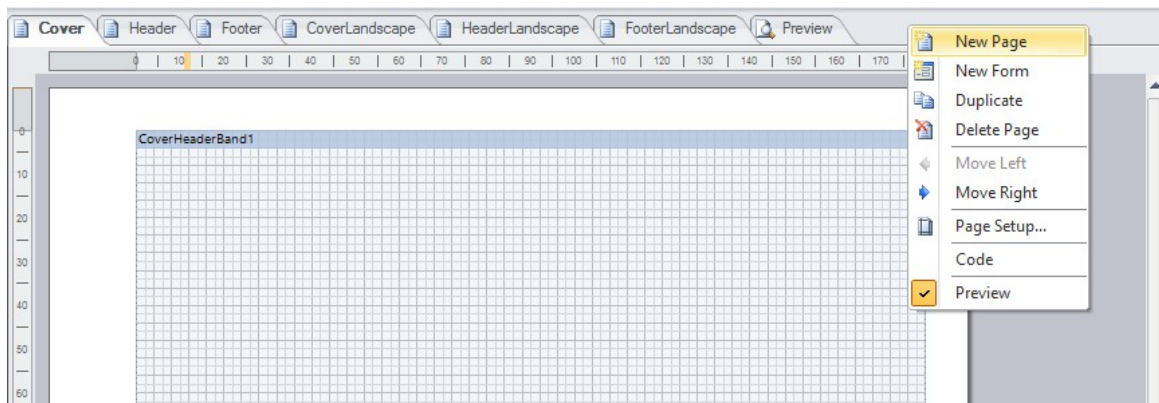 Cover Header Footer CoverLandscape HeaderLandscape FooterLandscape Preview
0 10 20 30 40 50 60 70 80 90 100 110 120 130 140 150 160 170
CoverHeaderBand1
0
10
20
30
40
50
60
New Page
New Form
Duplicate
Delete Page
Move Left
Move Right
Page Setup...
Code
Preview